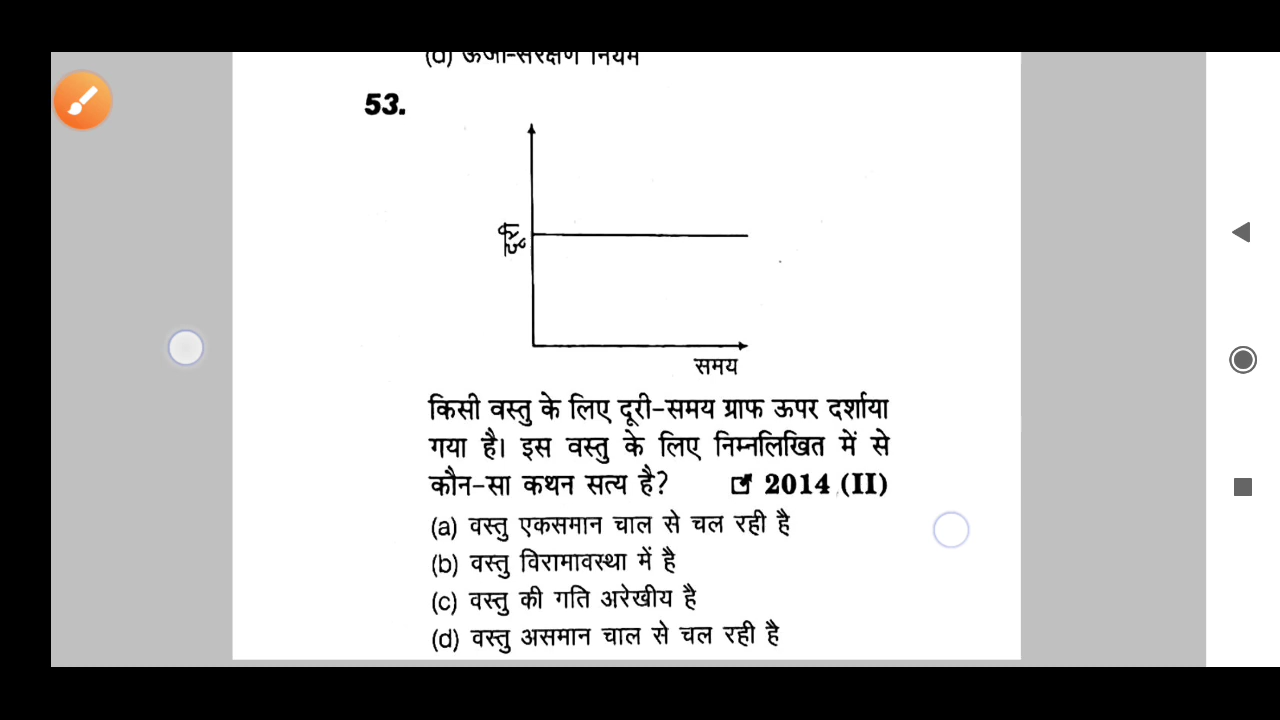 (d) ऊर्जा-संरक्षण नियम
53.
दूरी
समय
किसी वस्तु के लिए दूरी-समय ग्राफ ऊपर दर्शाया
गया है। इस वस्तु के लिए निम्नलिखित में से
कौन-सा कथन सत्य है? 2014 (II)
(a) वस्तु एकसमान चाल से चल रही है
(b) वस्तु विरामावस्था में है
(c) वस्तु की गति अरेखीय है
(d) वस्तु असमान चाल से चल रही है